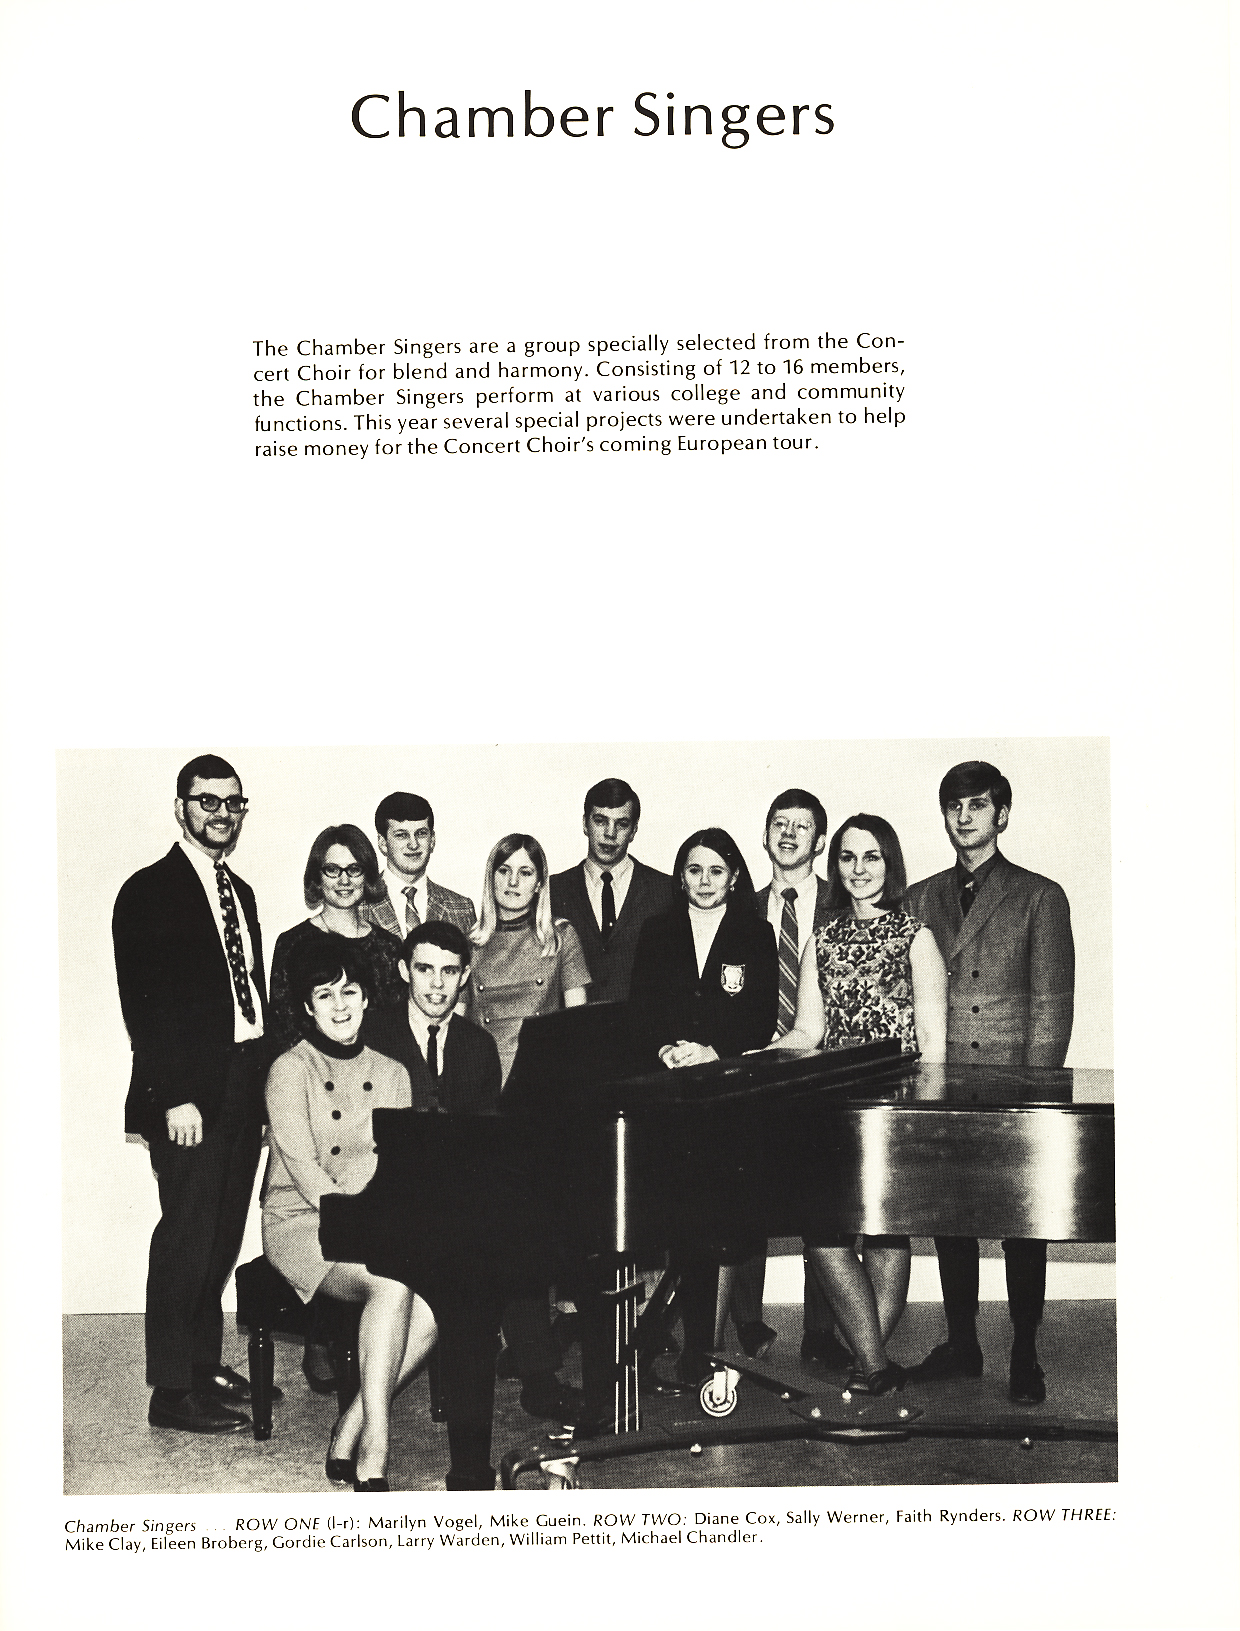 Chamber Singers
The Chamber Singers are a group specially selected from the Con-
cert Choir for blend and harmony. Consisting of 12 to 16 members,
the Chamber Singers perform at various college and community
functions. This year several special projects were undertaken to help
raise money for the Concert Choir's coming European tour.
Chamber Singers ... ROW ONE (l-r): Marilyn Vogel, Mike Guein. ROW TWO: Diane Cox, Sally Werner, Faith Rynders. ROW THREE:
Mike Clay, Eileen Broberg, Gordie Carlson, Larry Warden, William Pettit, Michael Chandler.